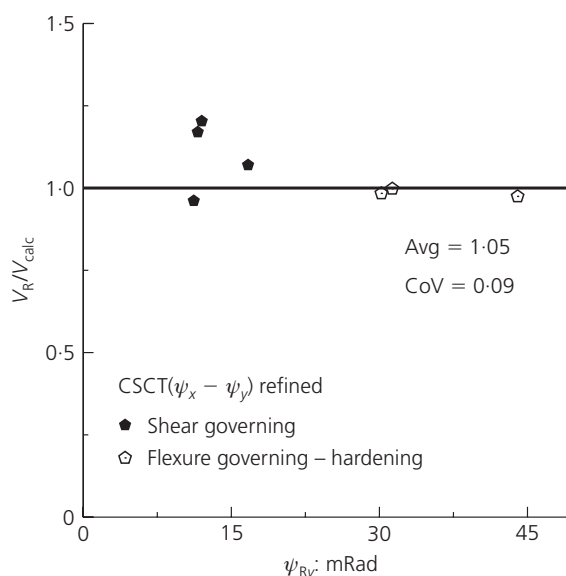 1·5
1·0
0·5
0
V_R/V_calc
Avg = 1·05
CoV = 0·09
CSCT(ψ_x − ψ_y) refined
Shear governing
Flexure governing – hardening
0
15
30
45
ψ_Ry: mRad